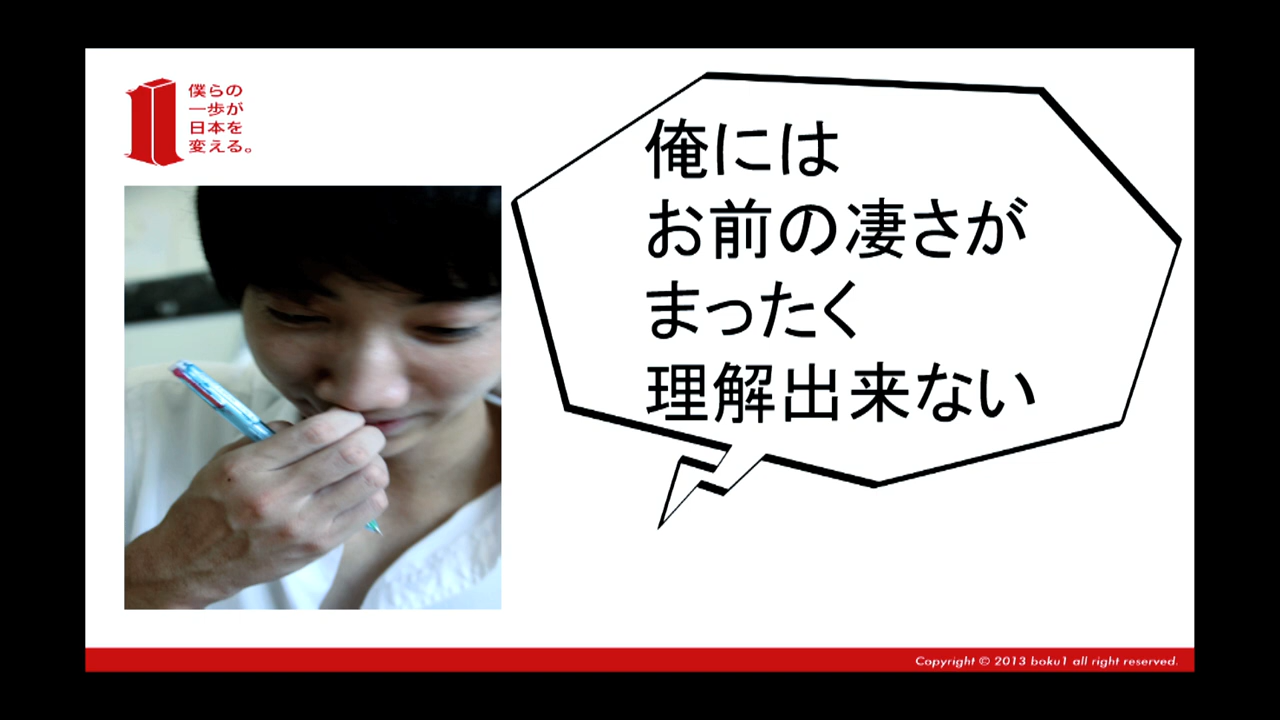 僕らの
一歩が
日本を
変える。
俺には
お前の凄さが
まったく
理解出来ない
Copyright © 2013 boku1 all right reserved.